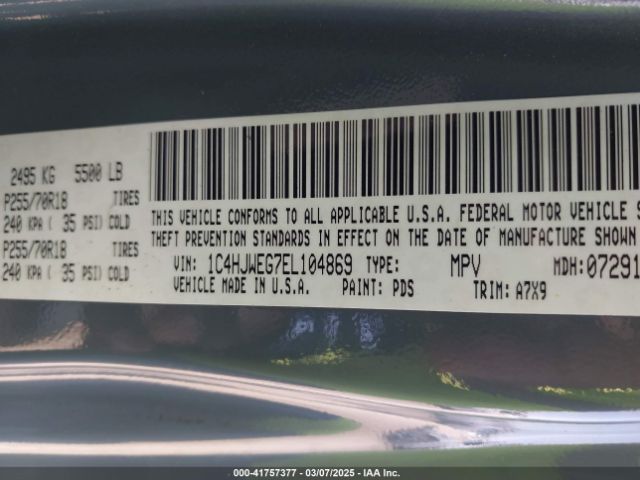 2495 KG 5500 LB
P255/70R18 TIRES
240 KPA ( 35 PSI) COLD
P255/70R18 TIRES
240 KPA ( 35 PSI) COLD
THIS VEHICLE CONFORMS TO ALL APPLICABLE U.S.A. FEDERAL MOTOR VEHICLE S
THEFT PREVENTION STANDARDS IN EFFECT ON THE DATE OF MANUFACTURE SHOWN
VIN: 1C4HJWEG7EL104869 TYPE: MPV MDH:07291
VEHICLE MADE IN U.S.A. PAINT: PDS TRIM: A7X9
000-41757377 - 03/07/2025 - IAA Inc.